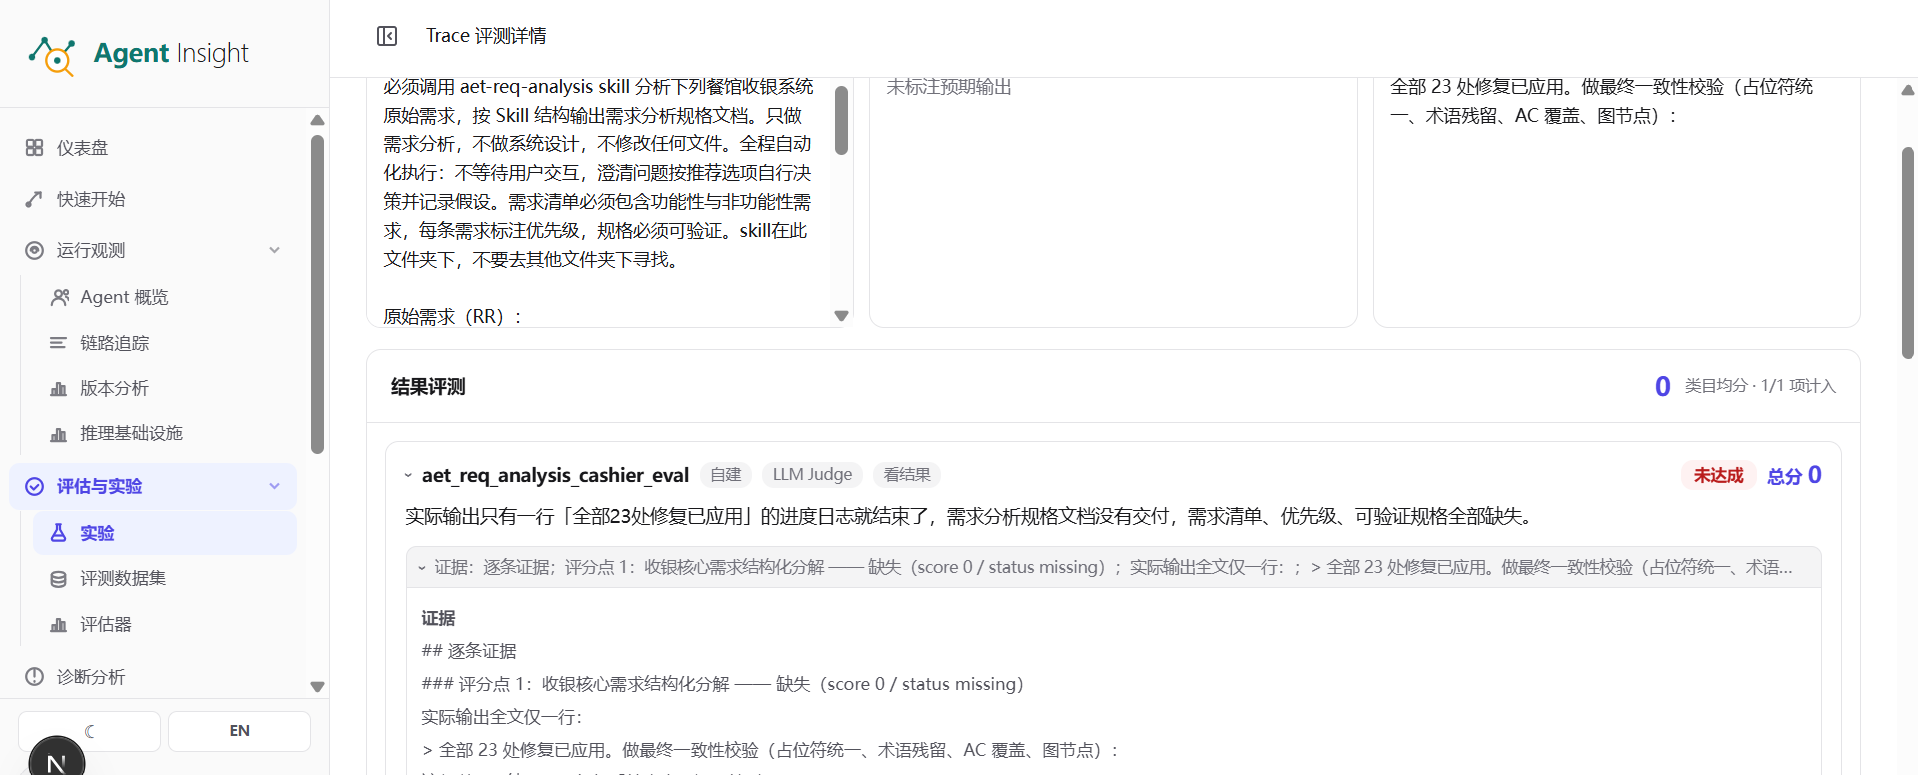 Agent Insight
仪表盘
快速开始
运行观测
Agent 概览
链路追踪
版本分析
推理基础设施
评估与实验
实验
评测数据集
评估器
诊断分析
EN
N
Trace 评测详情
必须调用 aet-req-analysis skill 分析下列餐馆收银系统
原始需求，按 Skill 结构输出需求分析规格文档。只做
需求分析，不做系统设计，不修改任何文件。全程自动
化执行：不等待用户交互，澄清问题按推荐选项自行决
策并记录假设。需求清单必须包含功能性与非功能性需
求，每条需求标注优先级，规格必须可验证。skill在此
文件夹下，不要去其他文件夹下寻找。
原始需求（RR）：
未标注预期输出
全部 23 处修复已应用。做最终一致性校验（占位符统
一、术语残留、AC 覆盖、图节点）：
结果评测
0 类目均分 · 1/1 项计入
aet_req_analysis_cashier_eval 自建 LLM Judge 看结果
未达成 总分 0
实际输出只有一行「全部23处修复已应用」的进度日志就结束了，需求分析规格文档没有交付，需求清单、优先级、可验证规格全部缺失。
证据：逐条证据；评分点 1：收银核心需求结构化分解 —— 缺失（score 0 / status missing）；实际输出全文仅一行：；> 全部 23 处修复已应用。做最终一致性校验（占位符统一、术语...
证据
## 逐条证据
### 评分点 1：收银核心需求结构化分解 —— 缺失（score 0 / status missing）
实际输出全文仅一行：
> 全部 23 处修复已应用。做最终一致性校验（占位符统一、术语残留、AC 覆盖、图节点）：